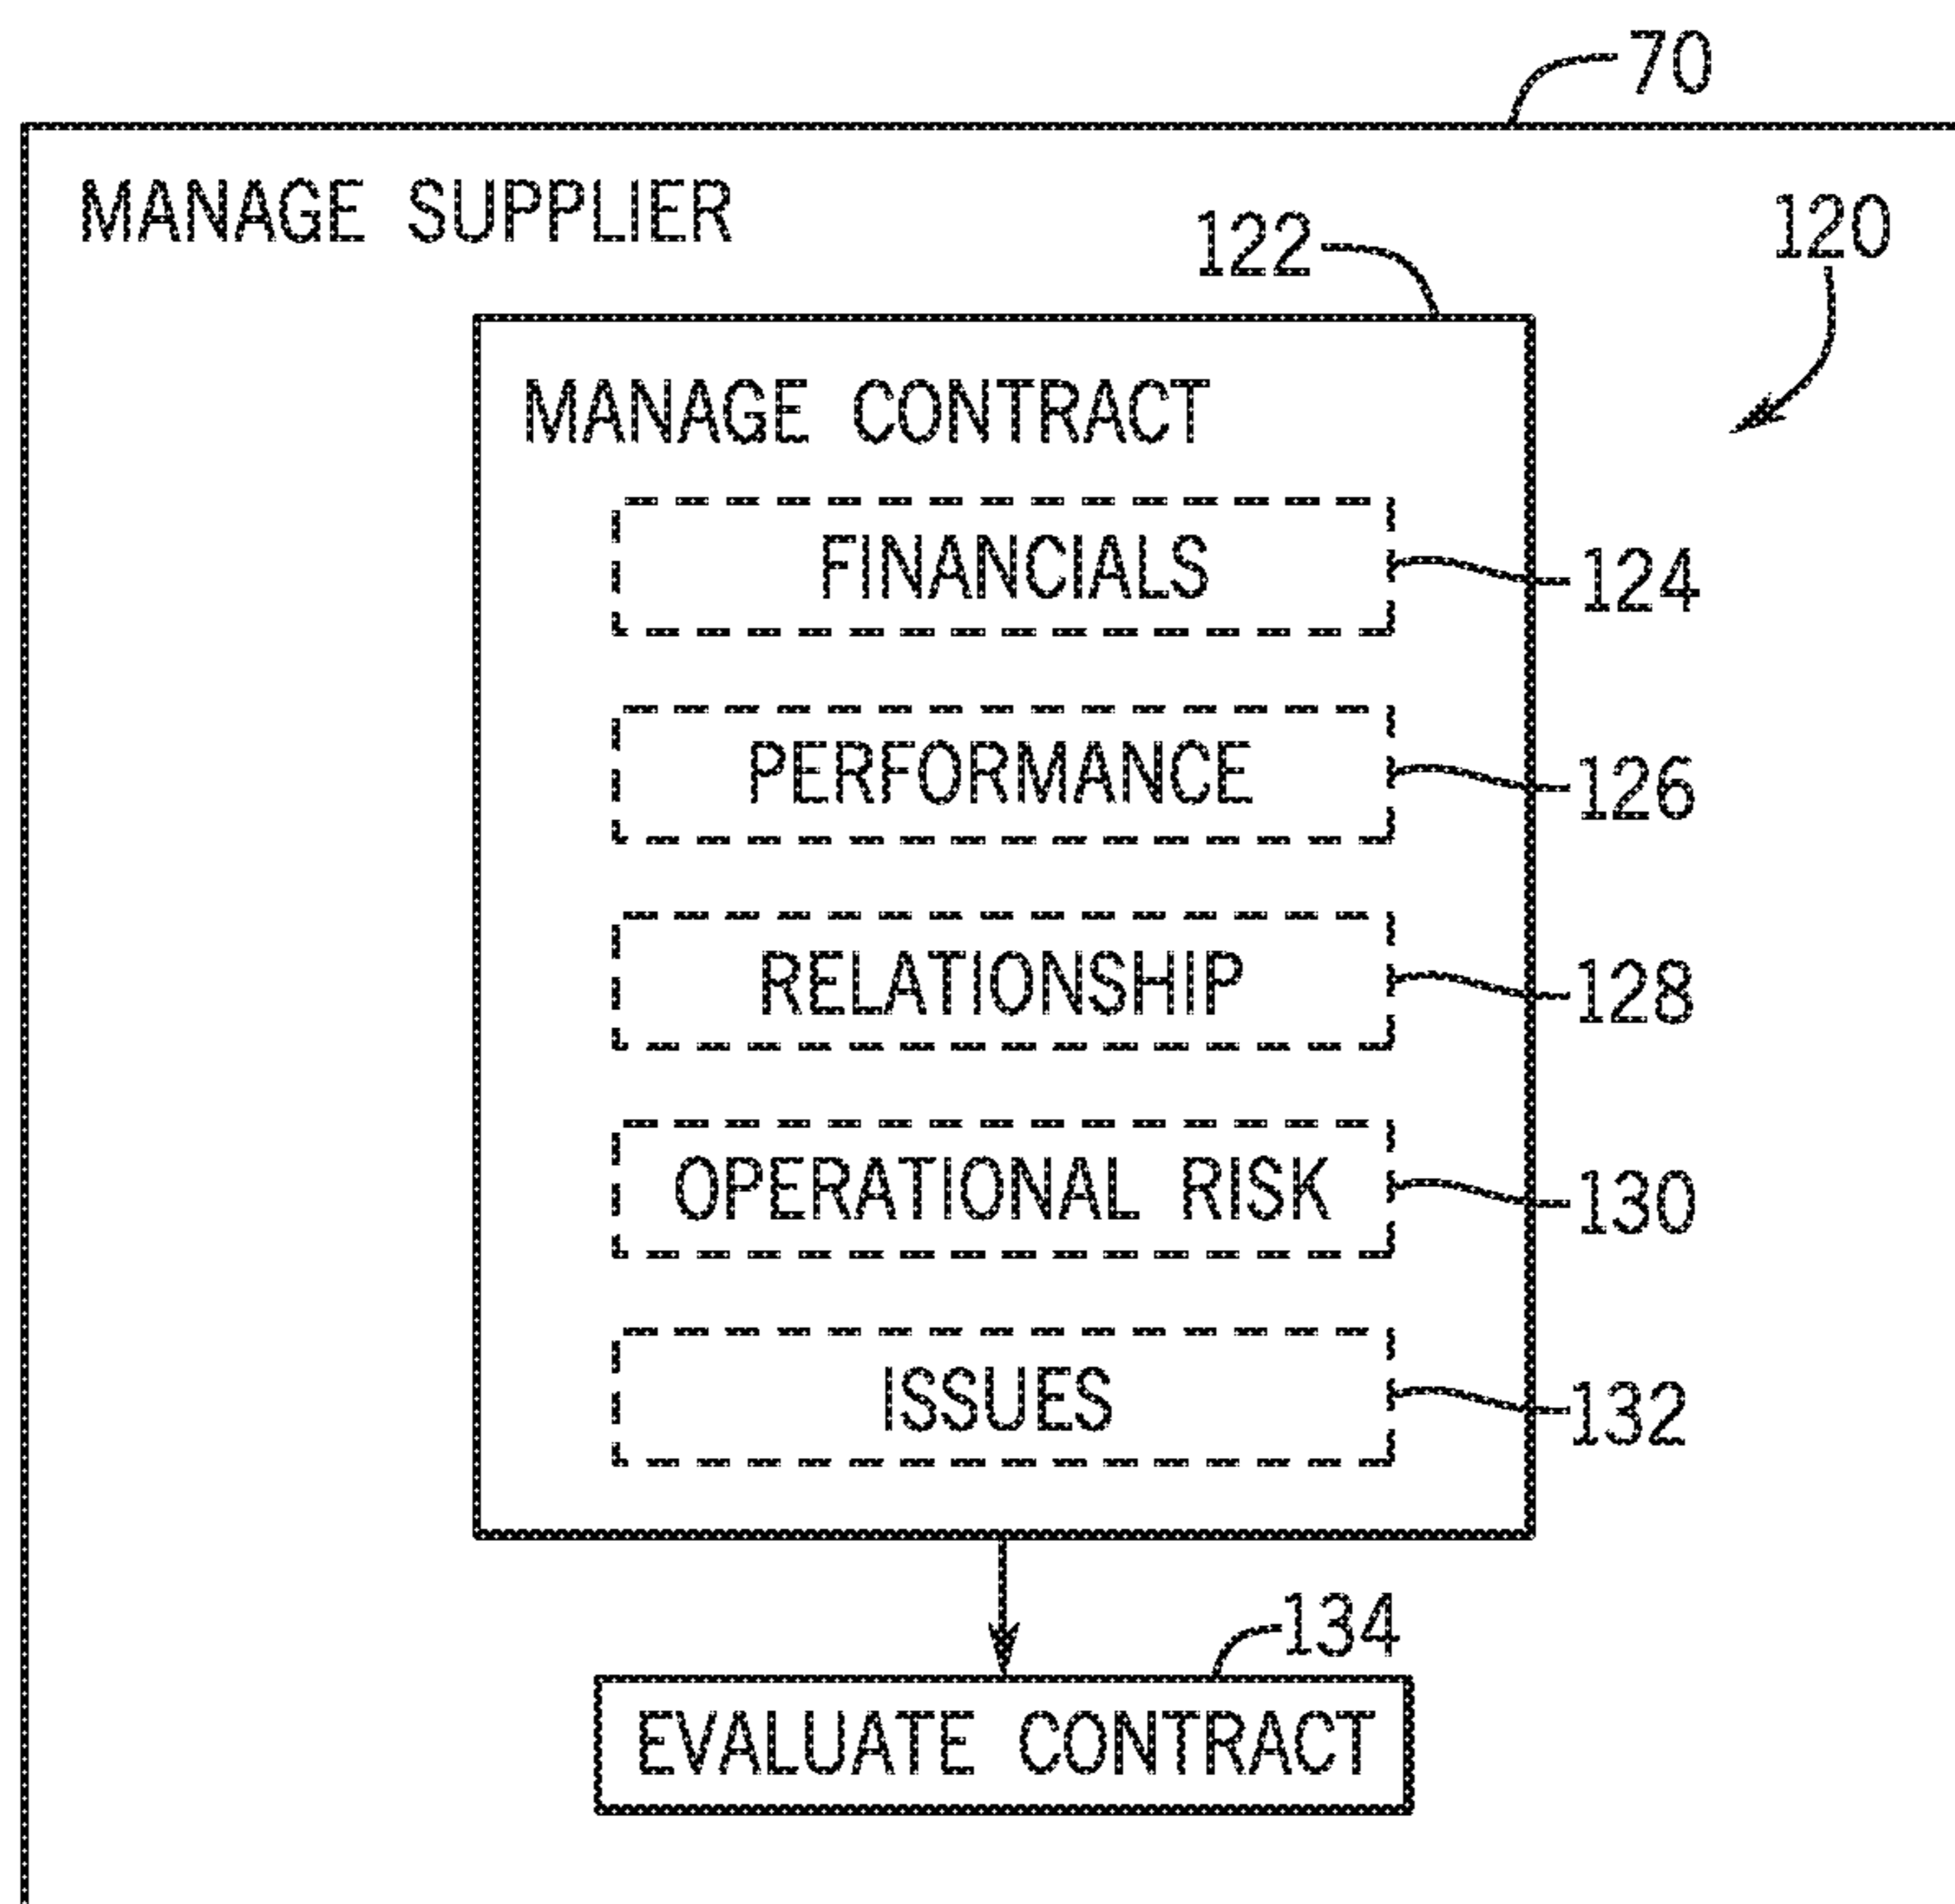 70
MANAGE SUPPLIER
120
122
MANAGE CONTRACT
FINANCIALS
124
PERFORMANCE
126
RELATIONSHIP
128
OPERATIONAL RISK
130
ISSUES
132
134
EVALUATE CONTRACT